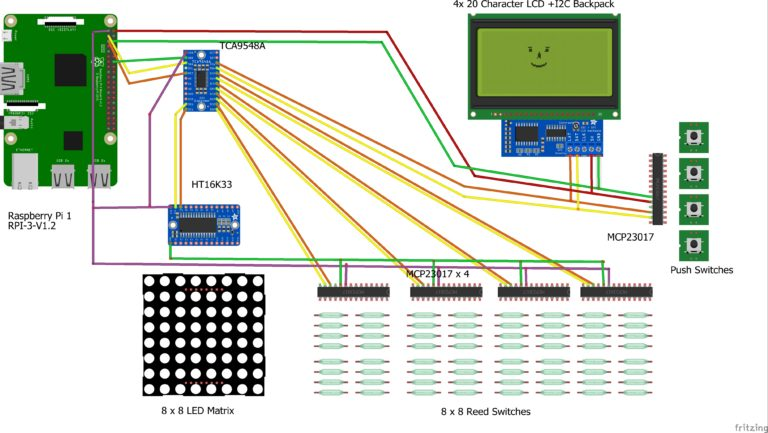 4x 20 Character LCD +I2C Backpack
TCA9548A
HT16K33
Raspberry Pi 1
RPI-3-V1.2
MCP23017
Push Switches
MCP23017 x 4
8 x 8 LED Matrix
8 x 8 Reed Switches
fritzing